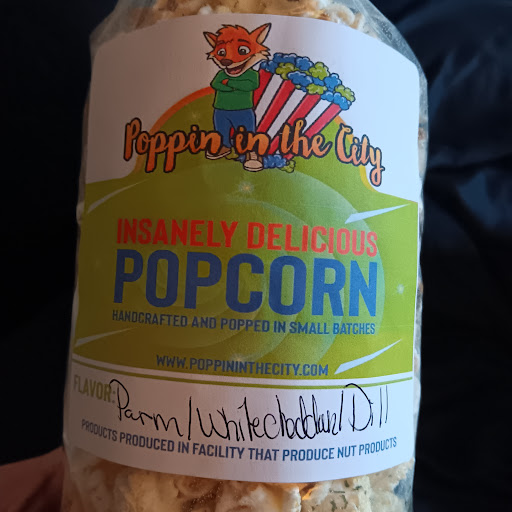 Poppin in the City
INSANELY DELICIOUS
POPCORN
HANDCRAFTED AND POPPED IN SMALL BATCHES
WWW.POPPININTHECITY.COM
FLAVOR: Parm/Whitecheddar/Dill
PRODUCTS PRODUCED IN FACILITY THAT PRODUCE NUT PRODUCTS